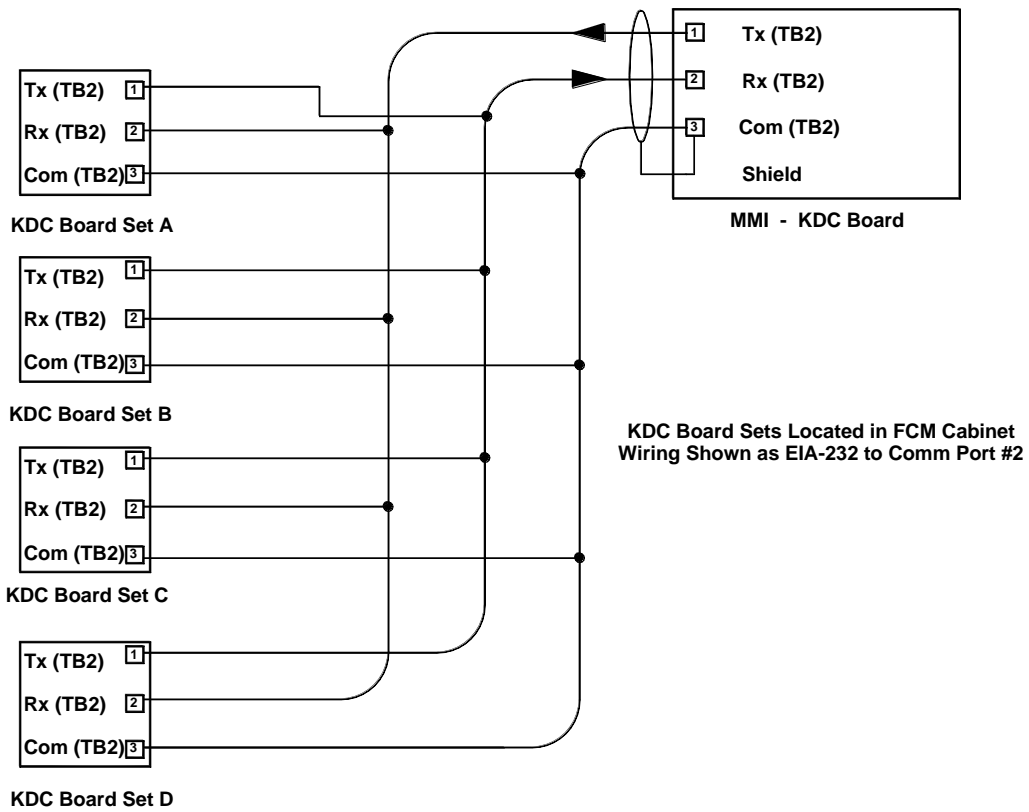 1 Tx (TB2)
2 Rx (TB2)
3 Com (TB2)
Shield
MMI - KDC Board
Tx (TB2) 1
Rx (TB2) 2
Com (TB2) 3
KDC Board Set A
Tx (TB2) 1
Rx (TB2) 2
Com (TB2) 3
KDC Board Set B
KDC Board Sets Located in FCM Cabinet
Wiring Shown as EIA-232 to Comm Port #2
Tx (TB2) 1
Rx (TB2) 2
Com (TB2) 3
KDC Board Set C
Tx (TB2) 1
Rx (TB2) 2
Com (TB2) 3
KDC Board Set D